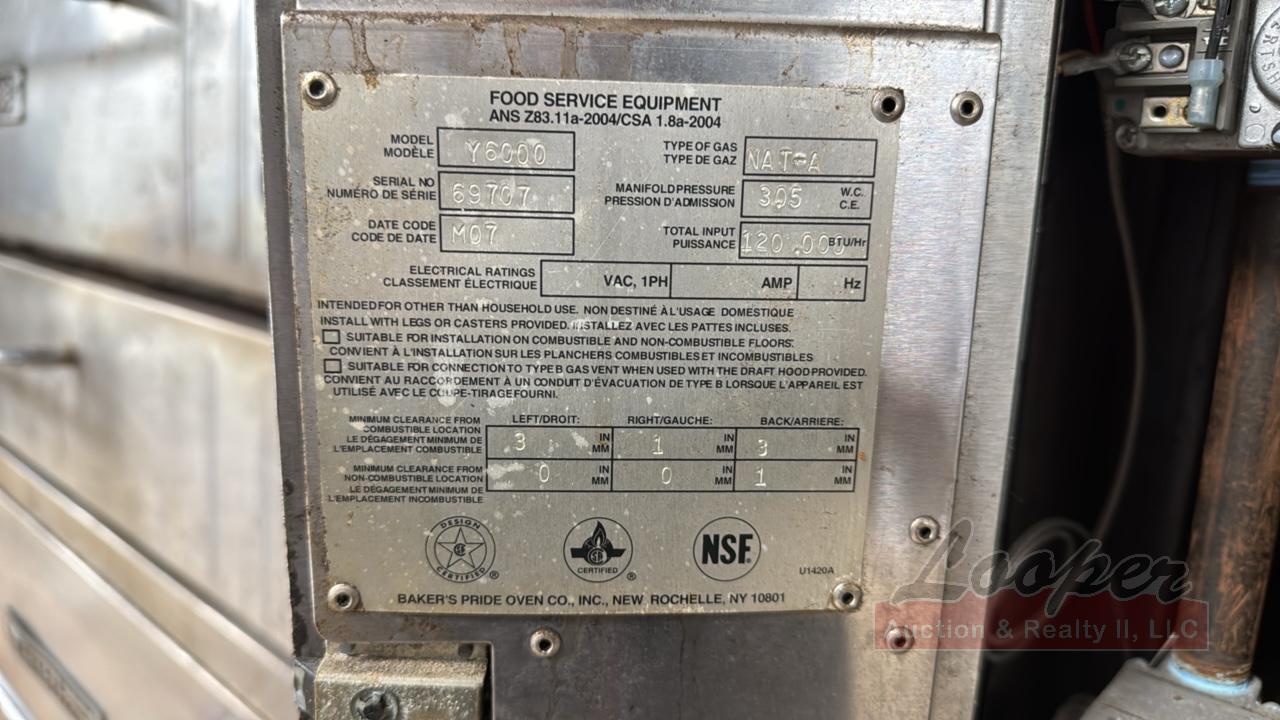 FOOD SERVICE EQUIPMENT
ANS Z83.11a-2004/CSA 1.8a-2004
MODEL
MODÈLE
Y6000
TYPE OF GAS
TYPE DE GAZ
NAT-A
SERIAL NO
NUMÉRO DE SÉRIE
69707
MANIFOLD PRESSURE
PRESSION D'ADMISSION
305
W.C.
C.E.
DATE CODE
CODE DE DATE
M07
TOTAL INPUT
PUISSANCE
120.000 BTU/Hr
ELECTRICAL RATINGS
CLASSEMENT ÉLECTRIQUE
VAC, 1PH
AMP
Hz
INTENDED FOR OTHER THAN HOUSEHOLD USE. NON DESTINÉ À L'USAGE DOMESTIQUE
INSTALL WITH LEGS OR CASTERS PROVIDED. INSTALLEZ AVEC LES PATTES INCLUSES.
SUITABLE FOR INSTALLATION ON COMBUSTIBLE AND NON-COMBUSTIBLE FLOORS.
CONVIENT À L'INSTALLATION SUR LES PLANCHERS COMBUSTIBLES ET INCOMBUSTIBLES
SUITABLE FOR CONNECTION TO TYPE B GAS VENT WHEN USED WITH THE DRAFT HOOD PROVIDED.
CONVIENT AU RACCORDEMENT À UN CONDUIT D'ÉVACUATION DE TYPE B LORSQUE L'APPAREIL EST
UTILISÉ AVEC LE COUPE-TIRAGE FOURNI.
LEFT/DROIT: RIGHT/GAUCHE: BACK/ARRIERE:
MINIMUM CLEARANCE FROM
COMBUSTIBLE LOCATION
LE DÉGAGEMENT MINIMUM DE
L'EMPLACEMENT COMBUSTIBLE
3 IN MM 1 IN MM 3 IN MM
MINIMUM CLEARANCE FROM
NON-COMBUSTIBLE LOCATION
LE DÉGAGEMENT MINIMUM DE
L'EMPLACEMENT INCOMBUSTIBLE
0 IN MM 0 IN MM 1 IN MM
DESIGN
CERTIFIED
®
CERTIFIED
®
NSF.
®
U1420A
BAKER'S PRIDE OVEN CO., INC., NEW ROCHELLE, NY 10801
Looper
Auction & Realty II, LLC